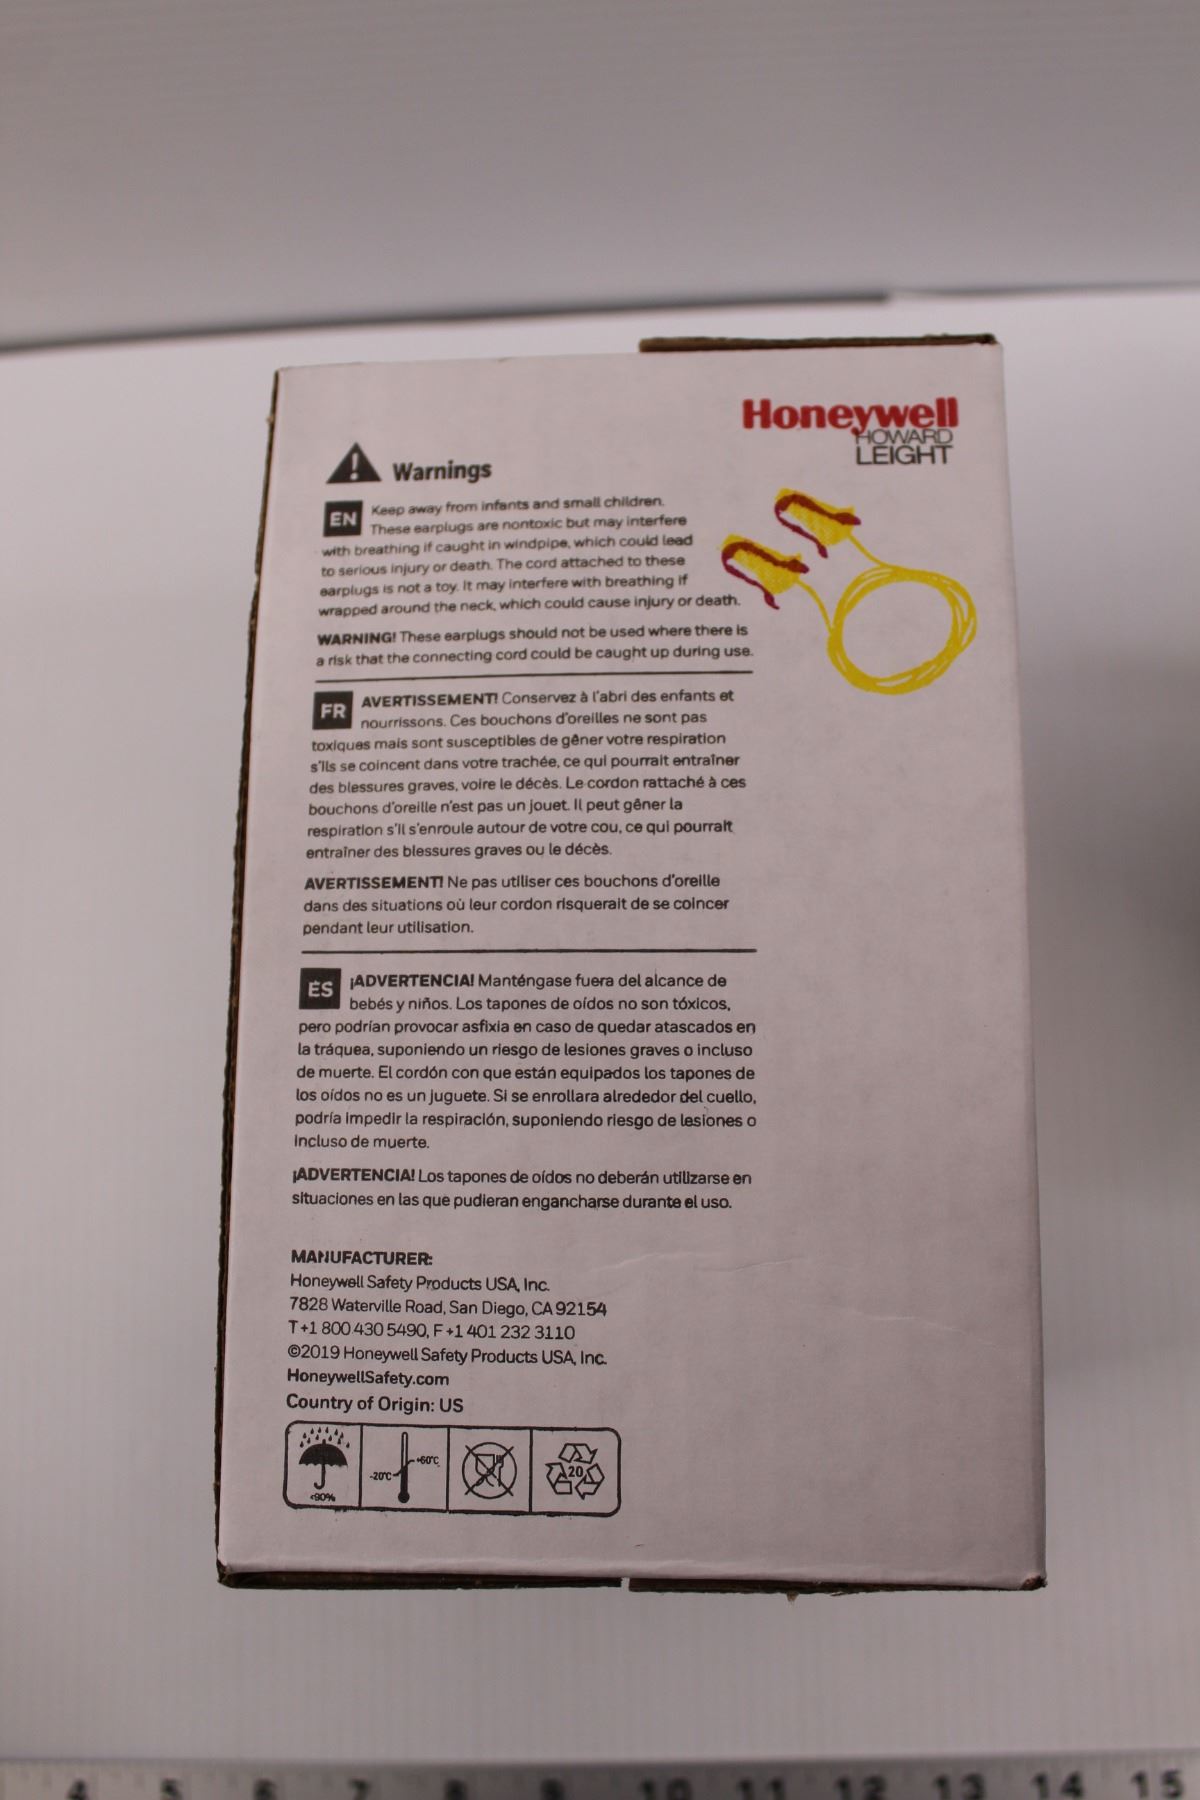 Honeywell
HOWARD
LEIGHT
Warnings
EN Keep away from infants and small children.
These earplugs are nontoxic but may interfere
with breathing if caught in windpipe, which could lead
to serious injury or death. The cord attached to these
earplugs is not a toy. It may interfere with breathing if
wrapped around the neck, which could cause injury or death.
WARNING! These earplugs should not be used where there is
a risk that the connecting cord could be caught up during use.
FR AVERTISSEMENT! Conservez à l'abri des enfants et
nourrissons. Ces bouchons d'oreilles ne sont pas
toxiques mais sont susceptibles de gêner votre respiration
s'ils se coincent dans votre trachée, ce qui pourrait entraîner
des blessures graves, voire le décès. Le cordon rattaché à ces
bouchons d'oreille n'est pas un jouet. Il peut gêner la
respiration s'il s'enroule autour de votre cou, ce qui pourrait
entraîner des blessures graves ou le décès.
AVERTISSEMENT! Ne pas utiliser ces bouchons d'oreille
dans des situations où leur cordon risquerait de se coincer
pendant leur utilisation.
ES ¡ADVERTENCIA! Manténgase fuera del alcance de
bebés y niños. Los tapones de oídos no son tóxicos,
pero podrían provocar asfixia en caso de quedar atascados en
la tráquea, suponiendo un riesgo de lesiones graves o incluso
de muerte. El cordón con que están equipados los tapones de
los oídos no es un juguete. Si se enrollara alrededor del cuello,
podría impedir la respiración, suponiendo riesgo de lesiones o
incluso de muerte.
¡ADVERTENCIA! Los tapones de oídos no deberán utilizarse en
situaciones en las que pudieran engancharse durante el uso.
MANUFACTURER:
Honeywell Safety Products USA, Inc.
7828 Waterville Road, San Diego, CA 92154
T +1 800 430 5490, F +1 401 232 3110
©2019 Honeywell Safety Products USA, Inc.
HoneywellSafety.com
Country of Origin: US
<90% -20°C +60°C 20
4 5 6 7 8 9 10 11 12 13 14 15